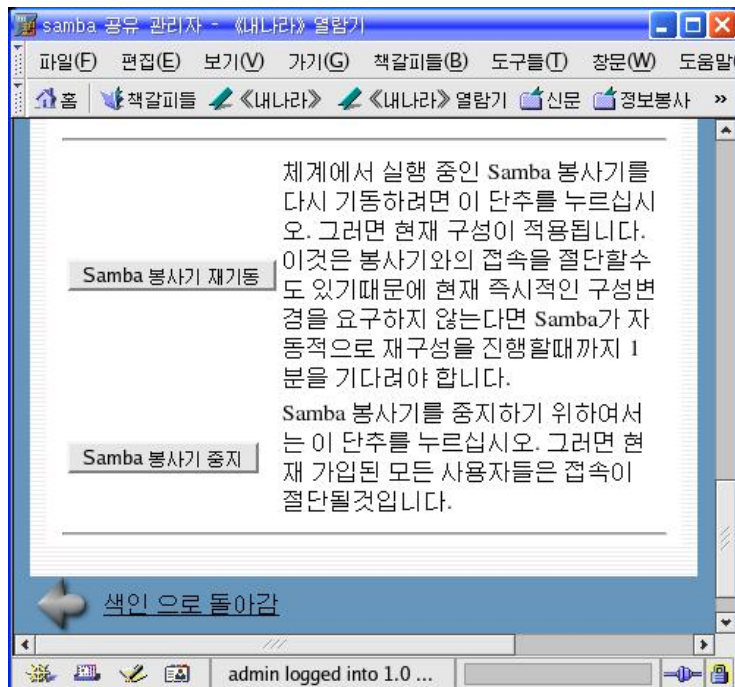 samba 공유 관리자 - 《내나라》 열람기
파일(F) 편집(E) 보기(V) 가기(G) 책갈피들(B) 도구들(T) 창문(W) 도움말(
홈 책갈피들 《내나라》 《내나라》 열람기 신문 정보봉사 »
체계에서 실행 중인 Samba 봉사기를
다시 기동하려면 이 단추를 누르십시
오. 그러면 현재 구성이 적용됩니다.
Samba 봉사기 재기동
이것은 봉사기와의 접속을 절단할수
도 있기때문에 현재 즉시적인 구성변
경을 요구하지 않는다면 Samba가 자
동적으로 재구성을 진행할때까지 1
분을 기다려야 합니다.
Samba 봉사기 중지
Samba 봉사기를 중지하기 위하여서
는 이 단추를 누르십시오. 그러면 현
재 가입된 모든 사용자들은 접속이
절단될것입니다.
색인 으로 돌아감
admin logged into 1.0 ...